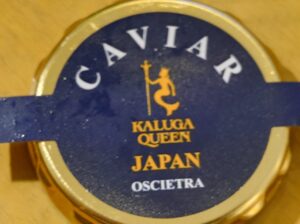 CAVIAR
KALUGA
QUEEN
JAPAN
OSCIETRA